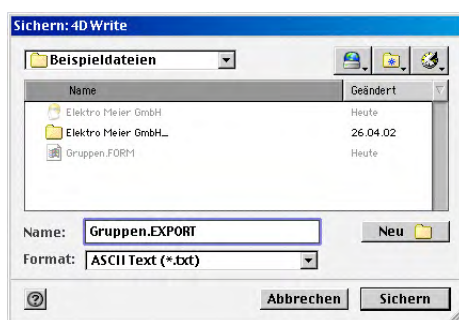 Sichern: 4D Write
Beispieldateien
Name Geändert
Elektro Meier GmbH Heute
Elektro Meier GmbH_ 26.04.02
Gruppen.FORM Heute
Name: Gruppen.EXPORT Neu
Format: ASCII Text (*.txt)
? Abbrechen Sichern